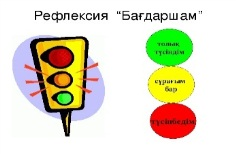 Рефлексия “Бағдаршам”
толық
түсіндім
сұрағым
бар
түсінбедім